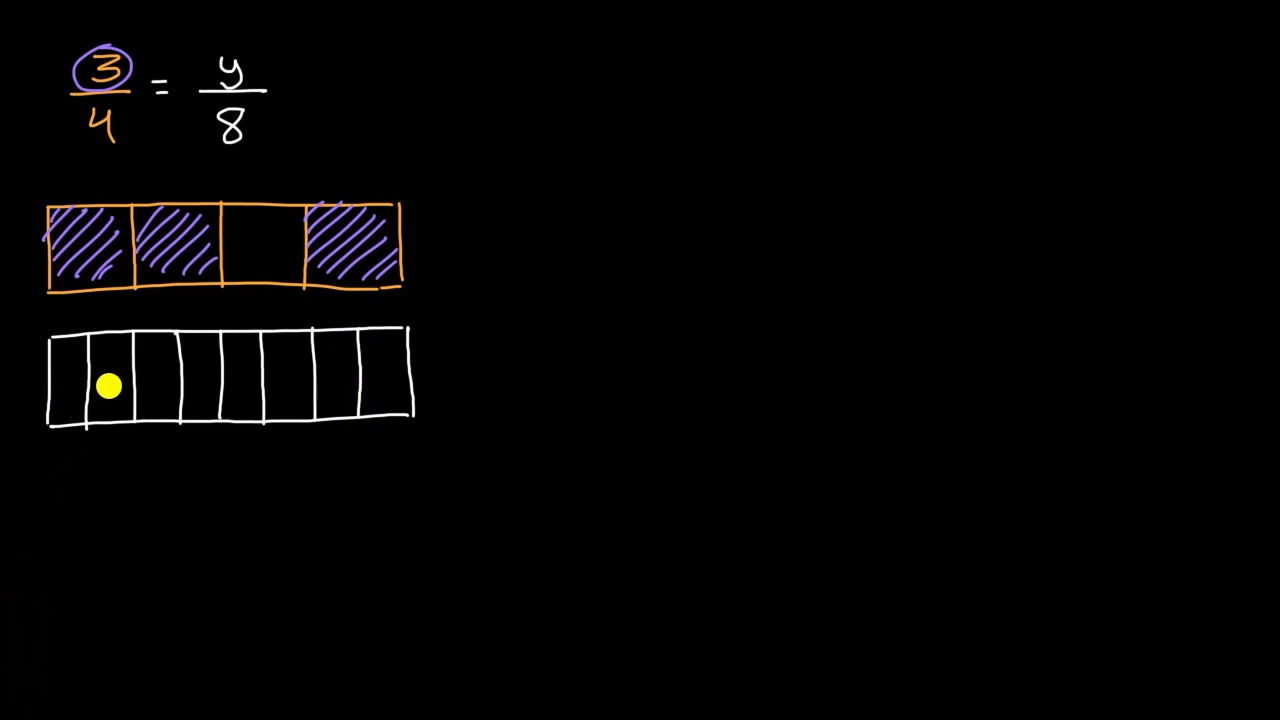 3/4 = y/8